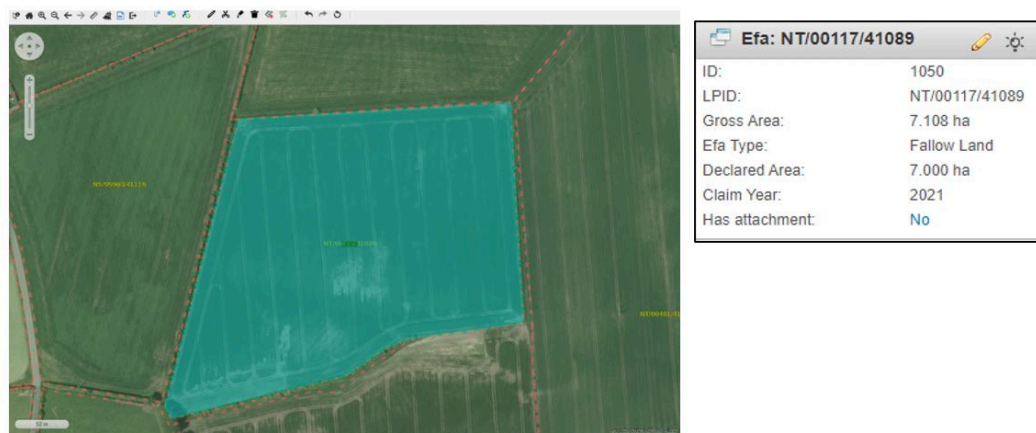 Efa: NT/00117/41089
ID: 1050
LPID: NT/00117/41089
Gross Area: 7.108 ha
Efa Type: Fallow Land
Declared Area: 7.000 ha
Claim Year: 2021
Has attachment: No